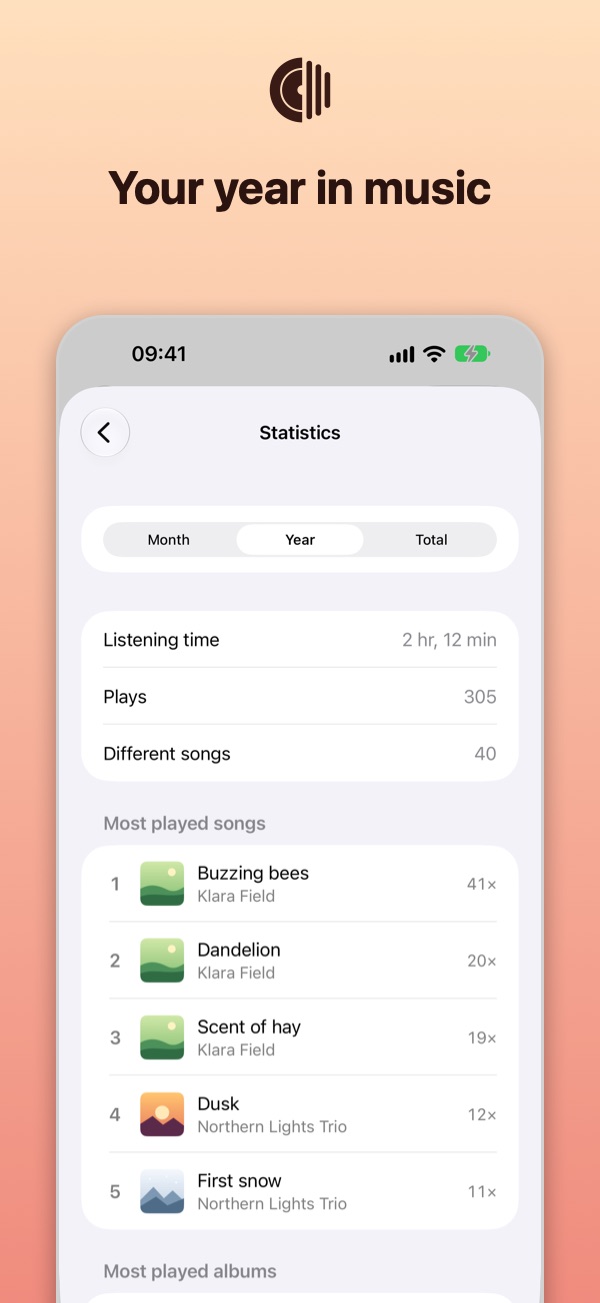 Your year in music
09:41
Statistics
Month Year Total
Listening time 2 hr, 12 min
Plays 305
Different songs 40
Most played songs
1 Buzzing bees 41×
Klara Field
2 Dandelion 20×
Klara Field
3 Scent of hay 19×
Klara Field
4 Dusk 12×
Northern Lights Trio
5 First snow 11×
Northern Lights Trio
Most played albums